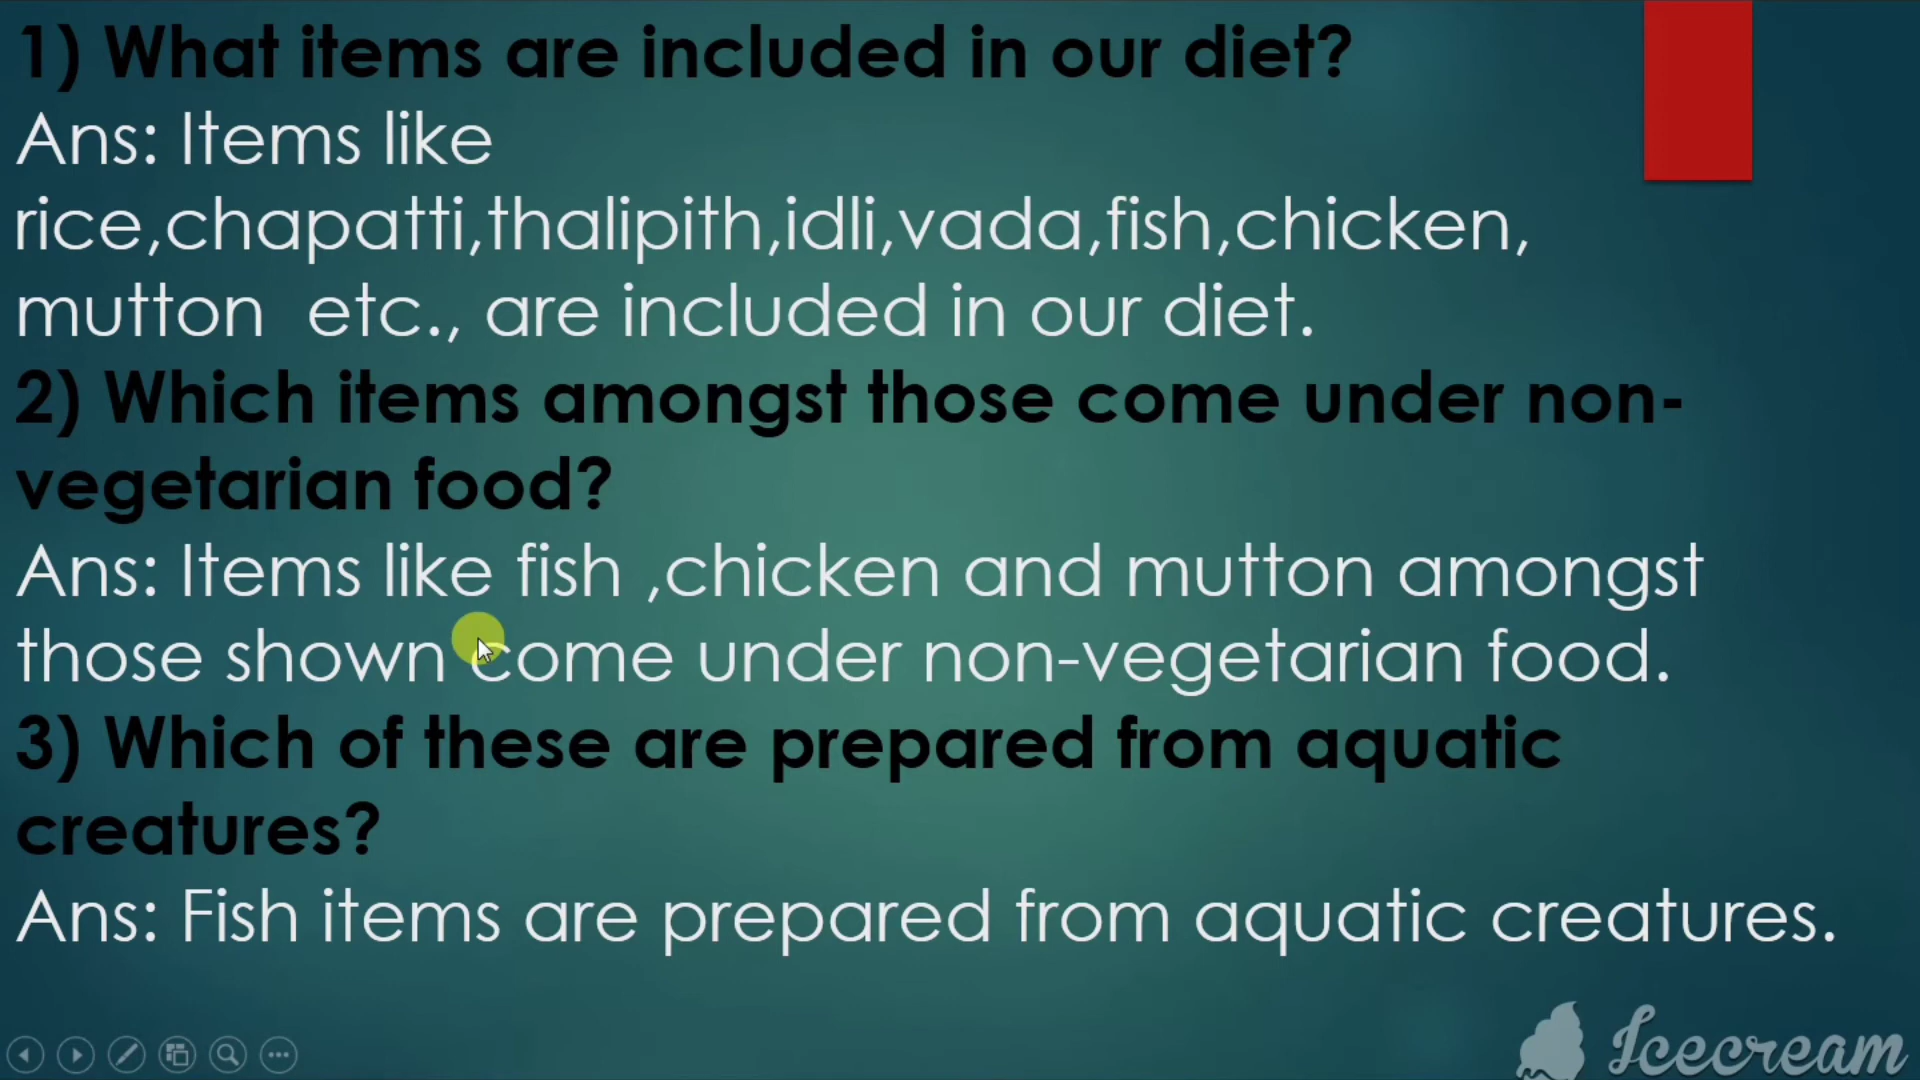 1) What items are included in our diet?
Ans: Items like
rice,chapatti,thalipith,idli,vada,fish,chicken,
mutton  etc., are included in our diet.
2) Which items amongst those come under non-
vegetarian food?
Ans: Items like fish ,chicken and mutton amongst
those shown come under non-vegetarian food.
3) Which of these are prepared from aquatic
creatures?
Ans: Fish items are prepared from aquatic creatures.
Icecream